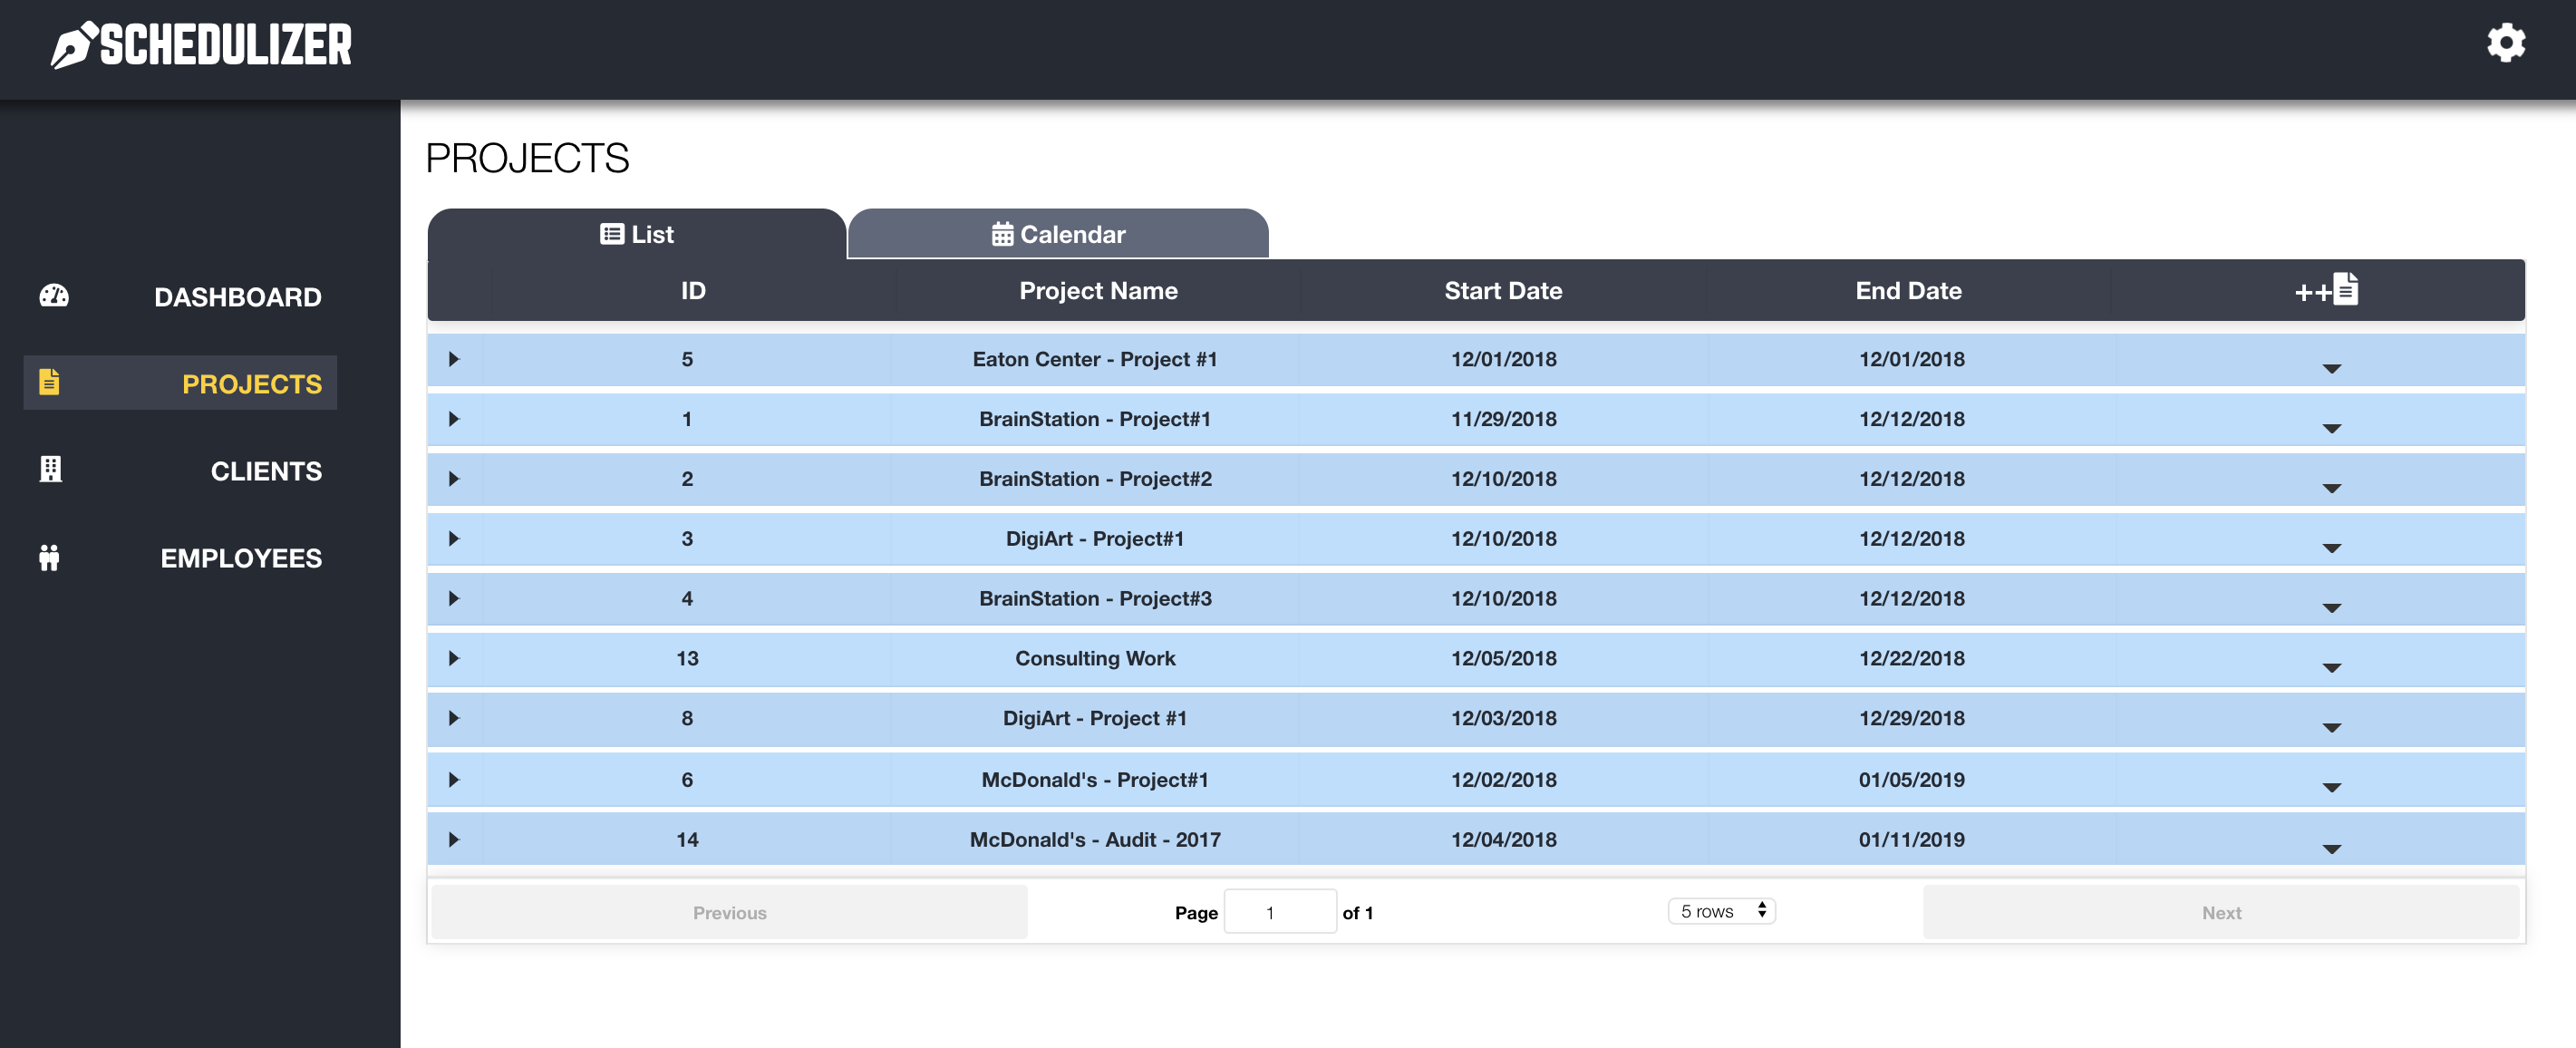 SCHEDULIZER
PROJECTS
List Calendar
DASHBOARD
PROJECTS
CLIENTS
EMPLOYEES
ID Project Name Start Date End Date ++
5 Eaton Center - Project #1 12/01/2018 12/01/2018
1 BrainStation - Project#1 11/29/2018 12/12/2018
2 BrainStation - Project#2 12/10/2018 12/12/2018
3 DigiArt - Project#1 12/10/2018 12/12/2018
4 BrainStation - Project#3 12/10/2018 12/12/2018
13 Consulting Work 12/05/2018 12/22/2018
8 DigiArt - Project #1 12/03/2018 12/29/2018
6 McDonald's - Project#1 12/02/2018 01/05/2019
14 McDonald's - Audit - 2017 12/04/2018 01/11/2019
Previous Page 1 of 1 5 rows Next